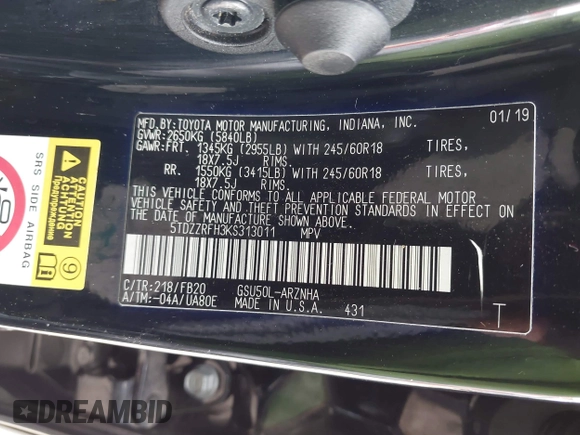 MFD.BY:TOYOTA MOTOR MANUFACTURING, INDIANA, INC. 01/19
GVWR:2650KG (5840LB)
GAWR:FRT. 1345KG (2955LB) WITH 245/60R18 TIRES,
18X7.5J RIMS.
RR. 1550KG (3415LB) WITH 245/60R18 TIRES,
18X7.5J RIMS.
THIS VEHICLE CONFORMS TO ALL APPLICABLE FEDERAL MOTOR
VEHICLE SAFETY AND THEFT PREVENTION STANDARDS IN EFFECT ON
THE DATE OF MANUFACTURE SHOWN ABOVE.
5TDZZRFH3KS313011 MPV
C/TR:218/FB20 GSU50L-ARZNHA
A/TM:-04A/UA80E MADE IN U.S.A. 431 T
SRS SIDE AIRBAG
CAUTION
ACHTUNG
Предупреждение
9
DREAMBID